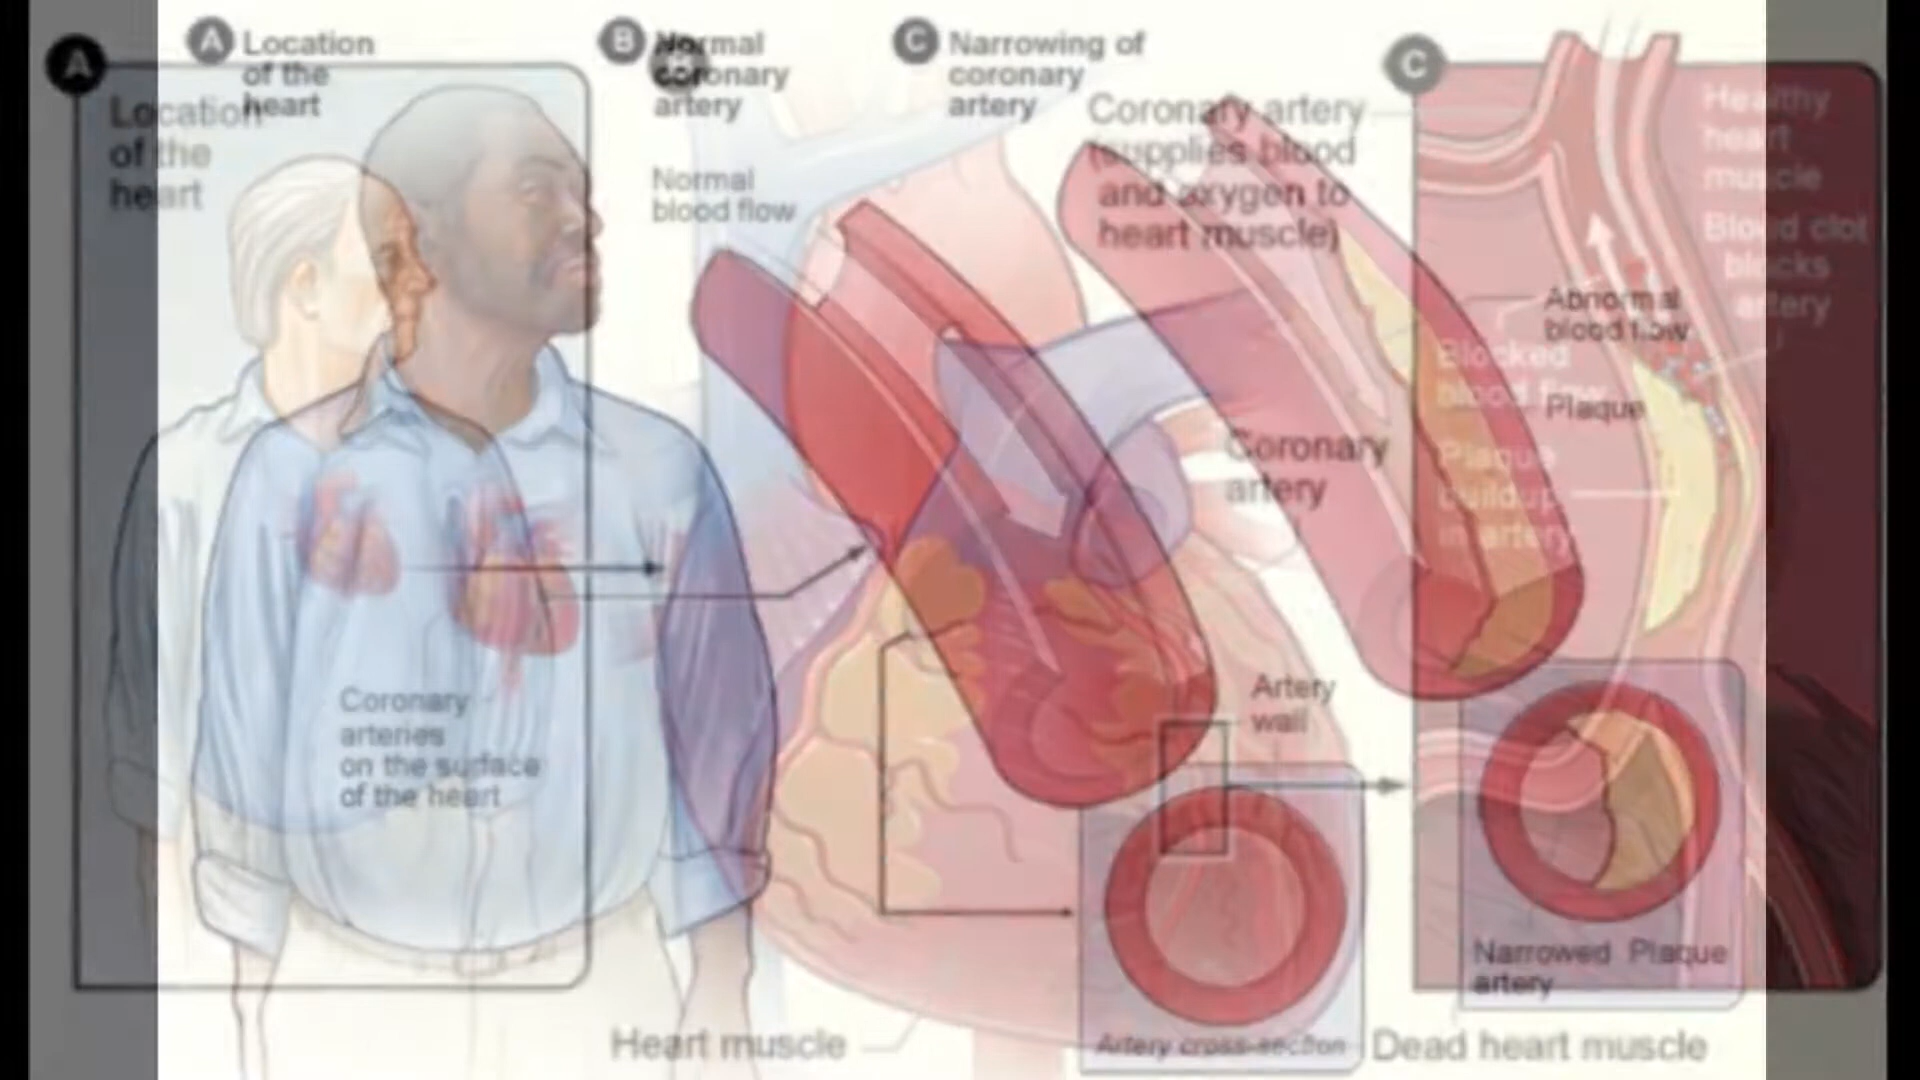 A
Location
of the
heart
B
Normal
coronary
artery
C
Narrowing of
coronary
artery
A
Location
of the
heart
C
Normal
blood flow
Coronary artery
(supplies blood
and oxygen to
heart muscle)
Healthy
heart
muscle
Blood clot
blocks
artery
Abnormal
blood flow
Blocked
blood flow
Plaque
Coronary
artery
Plaque
buildup
in artery
Coronary
arteries
on the surface
of the heart
Artery
wall
Narrowed Plaque
artery
Heart muscle
Artery cross-section
Dead heart muscle